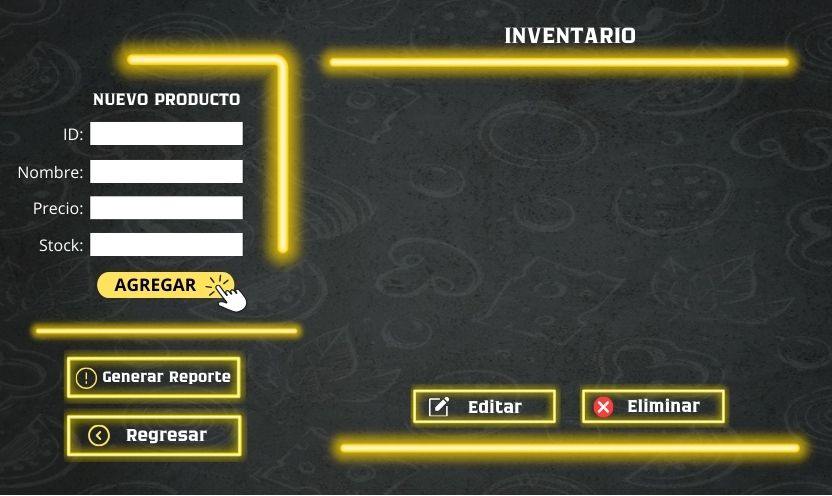 INVENTARIO
NUEVO PRODUCTO
ID:
Nombre:
Precio:
Stock:
AGREGAR
Generar Reporte
Regresar
Editar
Eliminar